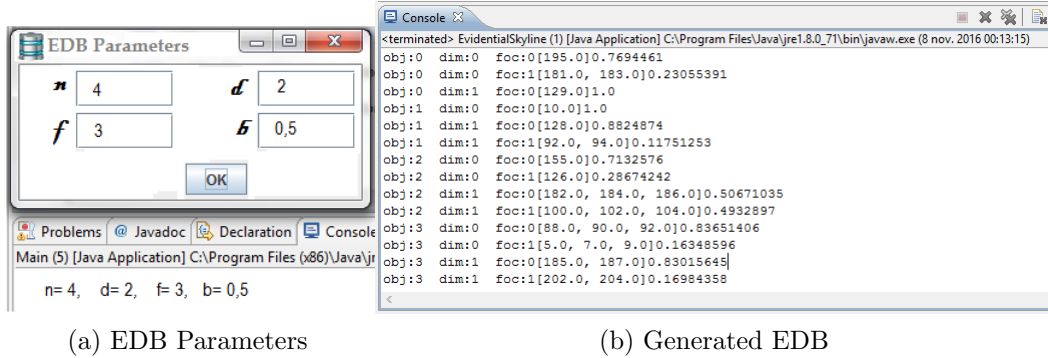 EDB Parameters
n 4 d 2
f 3 b 0,5
OK
Problems @ Javadoc Declaration Console
Main (5) [Java Application] C:\Program Files (x86)\Java\jr
n= 4, d= 2, f= 3, b= 0,5
(a) EDB Parameters
Console
<terminated> EvidentialSkyline (1) [Java Application] C:\Program Files\Java\jre1.8.0_71\bin\javaw.exe (8 nov. 2016 00:13:15)
obj:0 dim:0 foc:0[195.0]0.7694461
obj:0 dim:0 foc:1[181.0, 183.0]0.23055391
obj:0 dim:1 foc:0[129.0]1.0
obj:1 dim:0 foc:0[10.0]1.0
obj:1 dim:1 foc:0[128.0]0.8824874
obj:1 dim:1 foc:1[92.0, 94.0]0.11751253
obj:2 dim:0 foc:0[155.0]0.7132576
obj:2 dim:0 foc:1[126.0]0.28674242
obj:2 dim:1 foc:0[182.0, 184.0, 186.0]0.50671035
obj:2 dim:1 foc:1[100.0, 102.0, 104.0]0.4932897
obj:3 dim:0 foc:0[88.0, 90.0, 92.0]0.83651406
obj:3 dim:0 foc:1[5.0, 7.0, 9.0]0.16348596
obj:3 dim:1 foc:0[185.0, 187.0]0.83015645
obj:3 dim:1 foc:1[202.0, 204.0]0.16984358
(b) Generated EDB